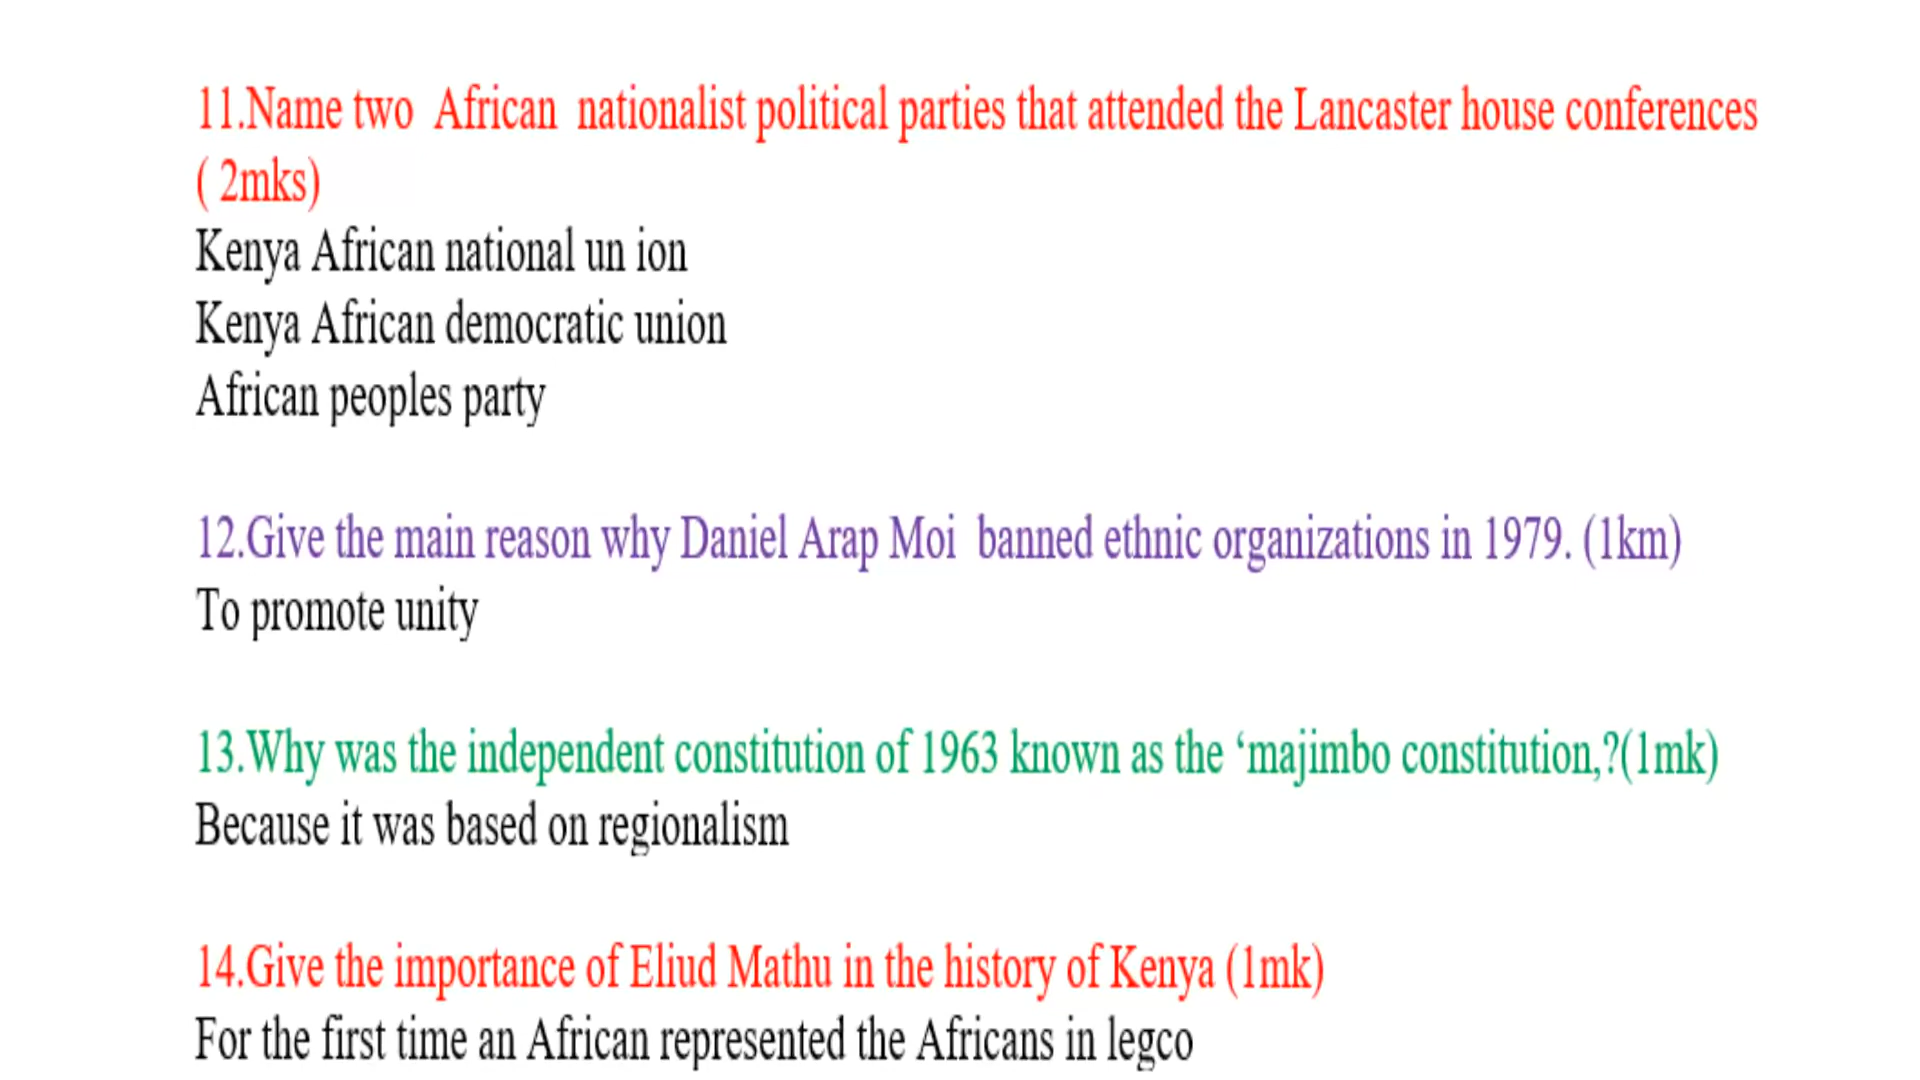 11.Name two African nationalist political parties that attended the Lancaster house conferences
( 2mks)
Kenya African national un ion
Kenya African democratic union
African peoples party
12.Give the main reason why Daniel Arap Moi banned ethnic organizations in 1979. (1km)
To promote unity
13.Why was the independent constitution of 1963 known as the ‘majimbo constitution,?(1mk)
Because it was based on regionalism
14.Give the importance of Eliud Mathu in the history of Kenya (1mk)
For the first time an African represented the Africans in legco